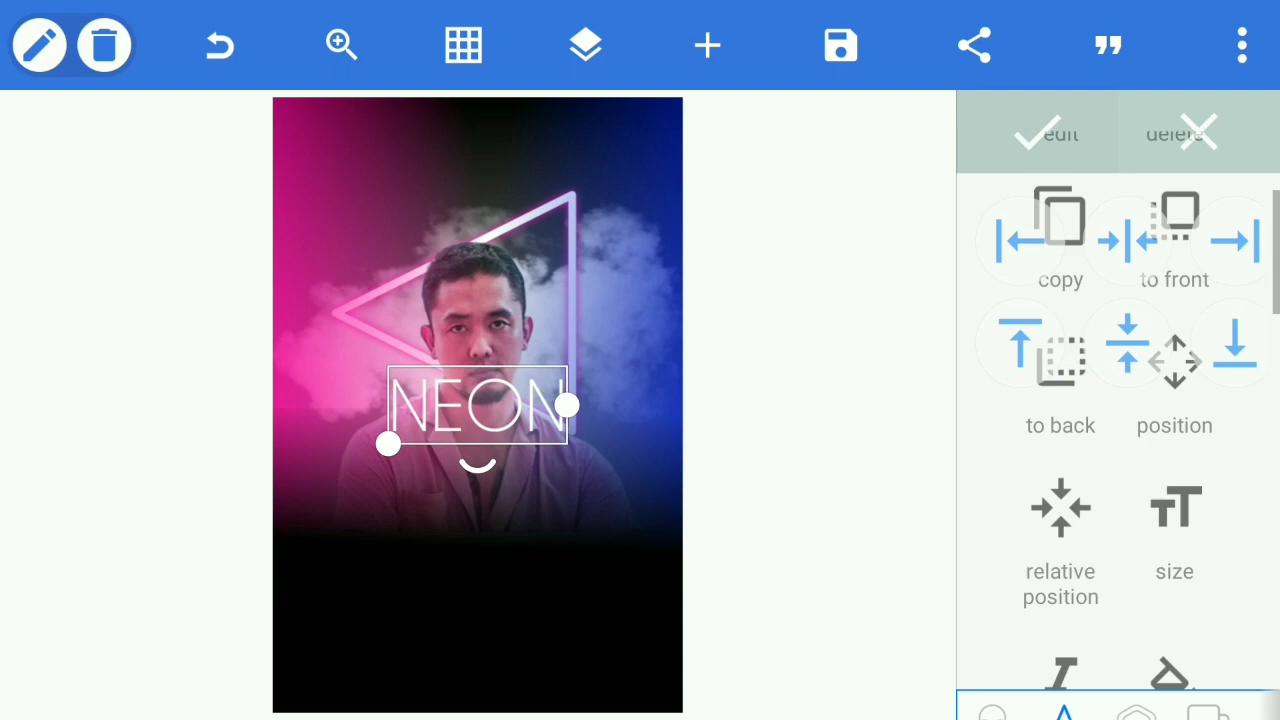 edit delete
NEON
copy to front
to back position
relative position
size